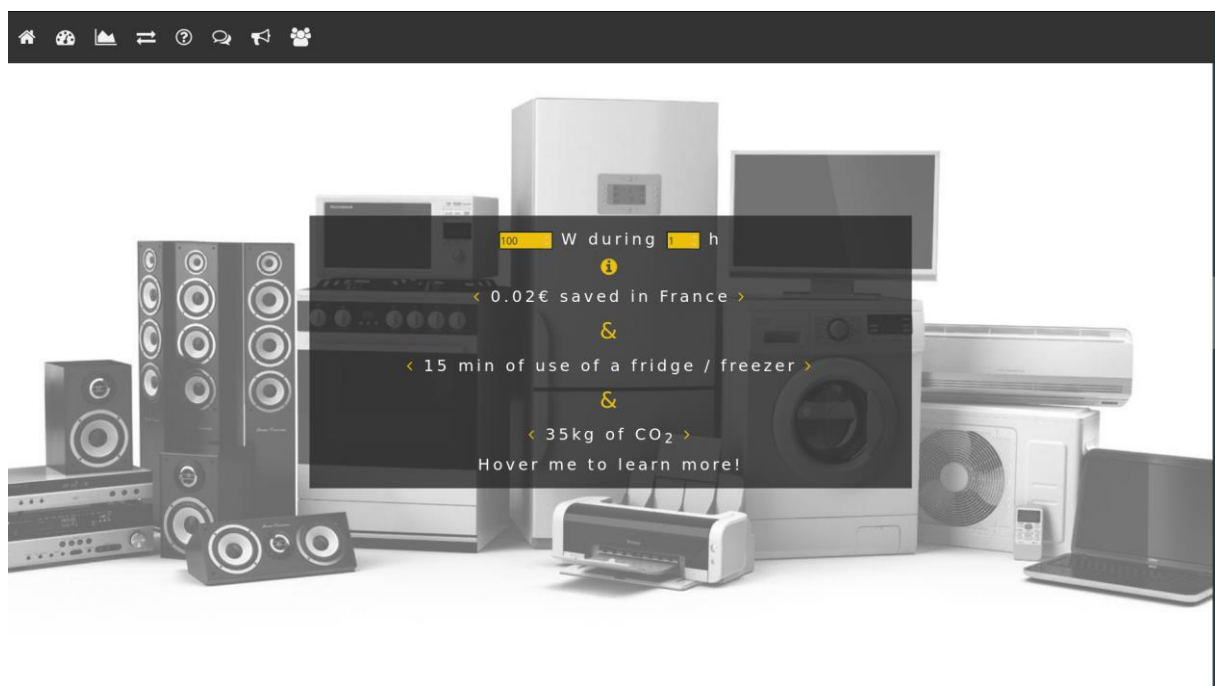 100 W during 1 h
< 0.02€ saved in France >
&
< 15 min of use of a fridge / freezer >
&
< 35kg of CO₂ >
Hover me to learn more!